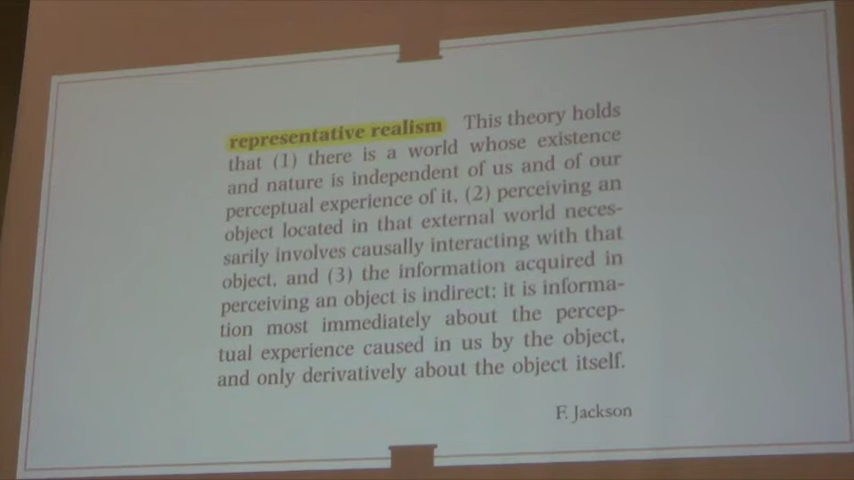 representative realism This theory holds
that (1) there is a world whose existence
and nature is independent of us and of our
perceptual experience of it, (2) perceiving an
object located in that external world neces-
sarily involves causally interacting with that
object, and (3) the information acquired in
perceiving an object is indirect: it is informa-
tion most immediately about the percep-
tual experience caused in us by the object,
and only derivatively about the object itself.
F. Jackson